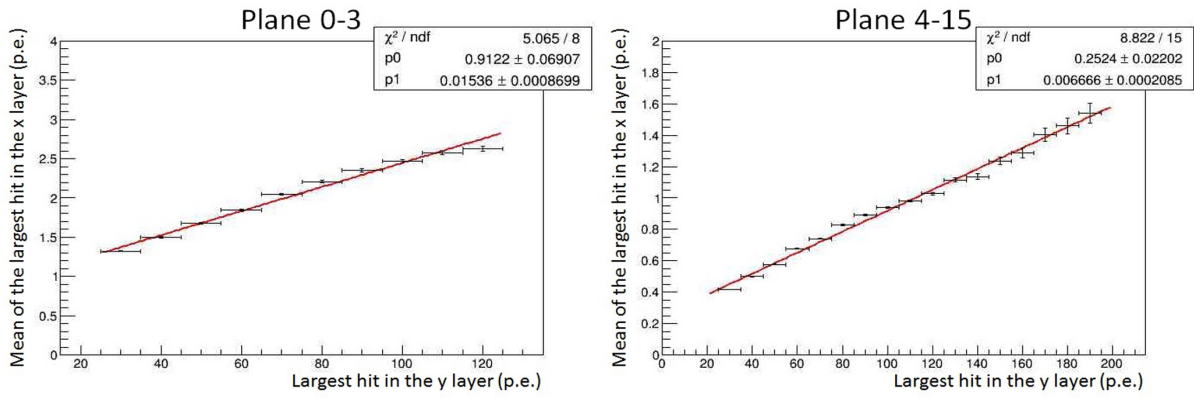 Plane 0-3
χ² / ndf 5.065 / 8
p0 0.9122 ± 0.06907
p1 0.01536 ± 0.0008699
Mean of the largest hit in the x layer (p.e.)
4
3.5
3
2.5
2
1.5
1
0.5
0
20 40 60 80 100 120
Largest hit in the y layer (p.e.)
Plane 4-15
χ² / ndf 8.822 / 15
p0 0.2524 ± 0.02202
p1 0.006666 ± 0.0002085
Mean of the largest hit in the x layer (p.e.)
2
1.8
1.6
1.4
1.2
1
0.8
0.6
0.4
0.2
0
0 20 40 60 80 100 120 140 160 180 200
Largest hit in the y layer (p.e.)